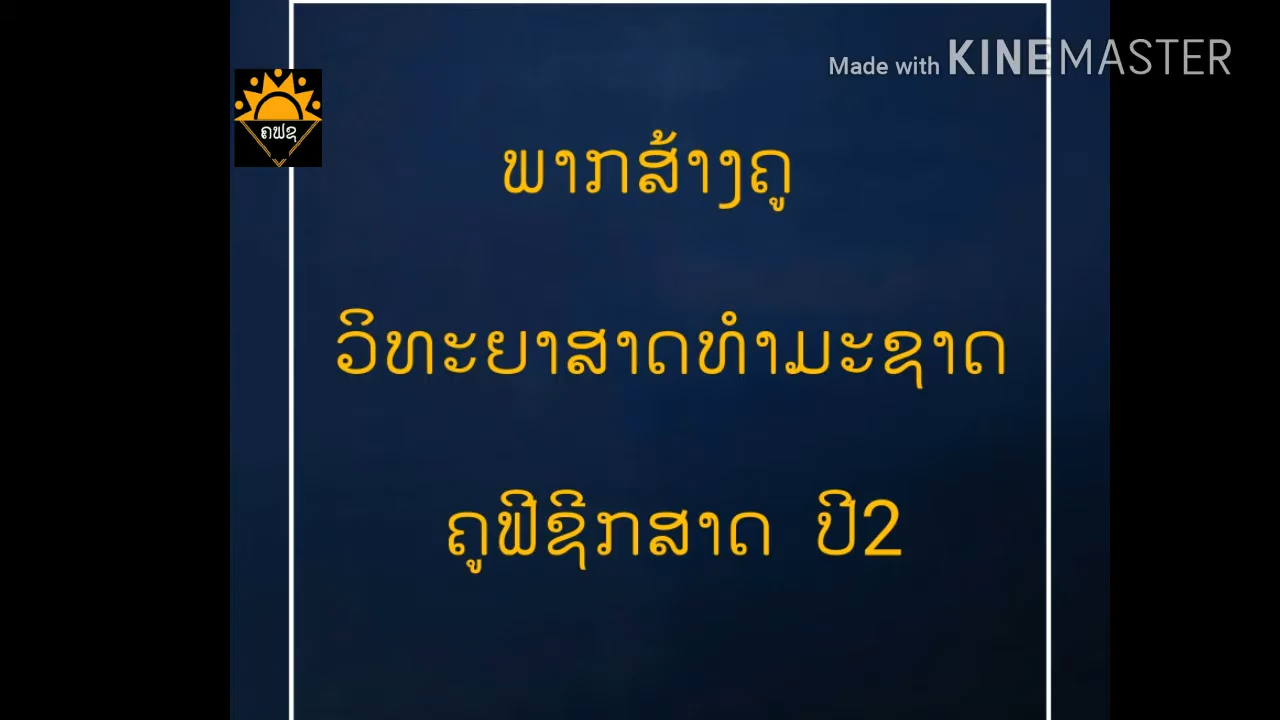 Made with KINEMASTER
ຄຟຊ
ພາກສ້າງຄູ
ວິທະຍາສາດທຳມະຊາດ
ຄູຟີຊີກສາດ ປີ2